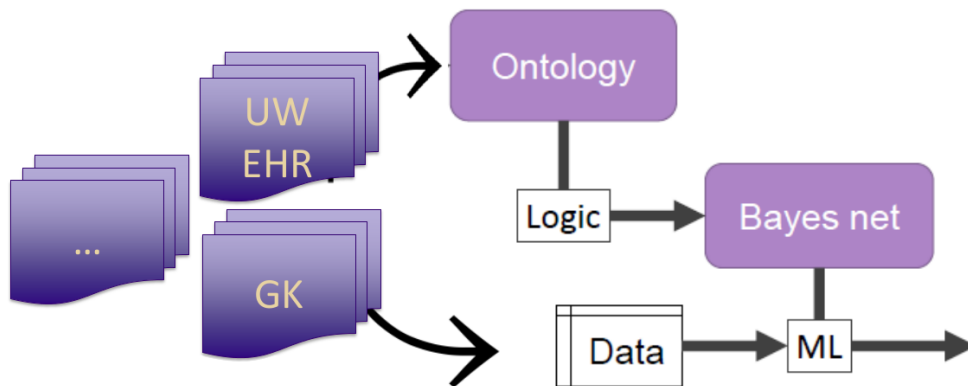 UW
EHR
...
GK
Ontology
Logic
Bayes net
Data
ML